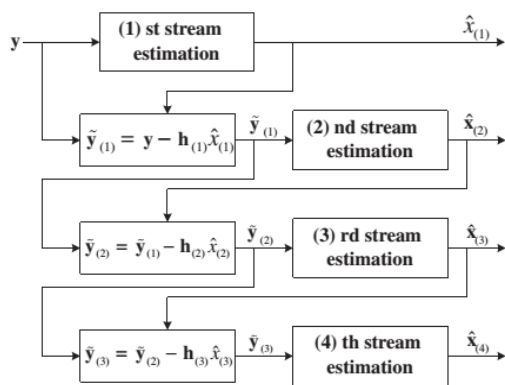 (1) st stream
estimation
x̂(1)
y
ỹ(1) = y − h(1)x̂(1)
ỹ(1)
(2) nd stream
estimation
x̂(2)
ỹ(2) = ỹ(1) − h(2)x̂(2)
ỹ(2)
(3) rd stream
estimation
x̂(3)
ỹ(3) = ỹ(2) − h(3)x̂(3)
ỹ(3)
(4) th stream
estimation
x̂(4)